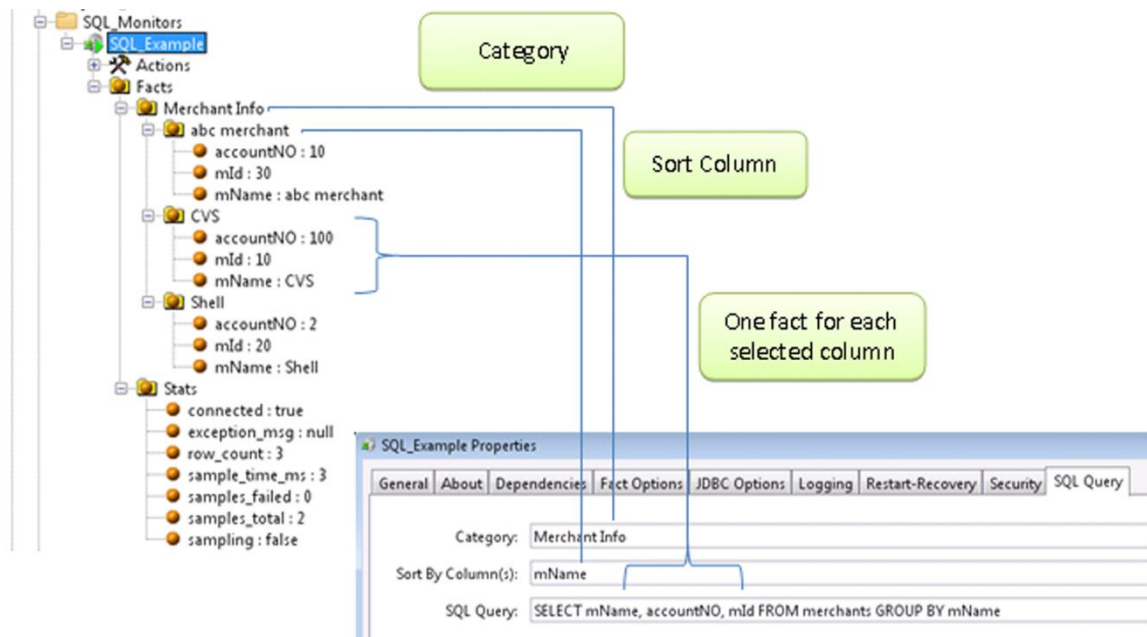 SQL_Monitors
SQL_Example
Actions
Facts
Merchant Info
abc merchant
accountNO : 10
mId : 30
mName : abc merchant
CVS
accountNO : 100
mId : 10
mName : CVS
Shell
accountNO : 2
mId : 20
mName : Shell
Stats
connected : true
exception_msg : null
row_count : 3
sample_time_ms : 3
samples_failed : 0
samples_total : 2
sampling : false
Category
Sort Column
One fact for each
selected column
SQL_Example Properties
General About Dependencies Fact Options JDBC Options Logging Restart-Recovery Security SQL Query
Category: Merchant Info
Sort By Column(s): mName
SQL Query: SELECT mName, accountNO, mId FROM merchants GROUP BY mName